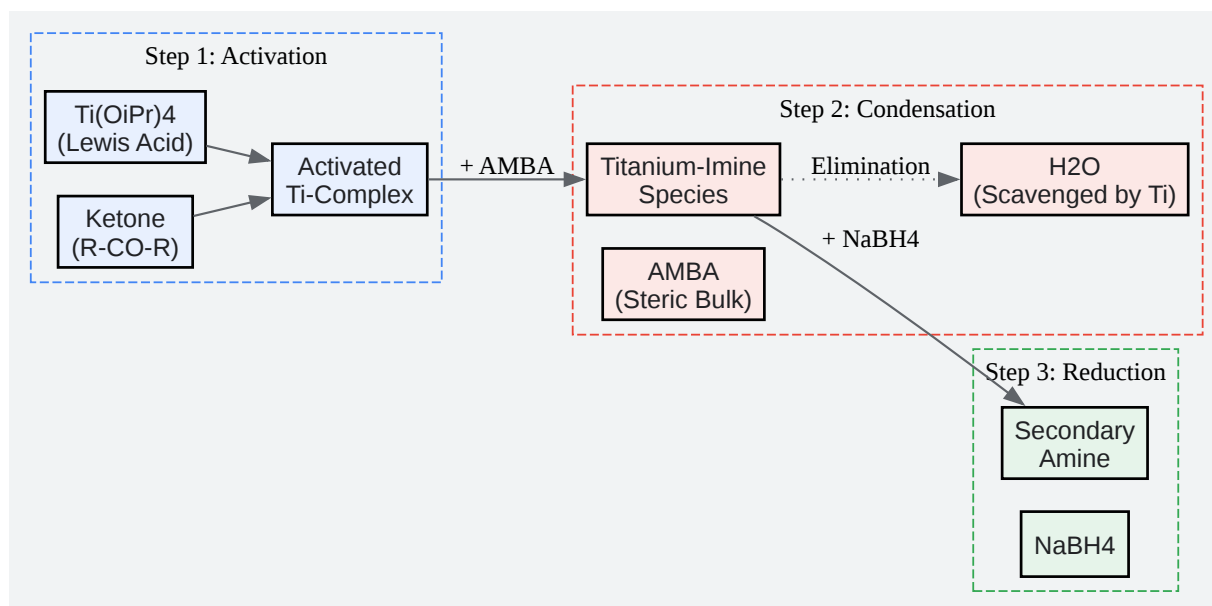 Step 1: Activation
Ti(OiPr)4
(Lewis Acid)
Ketone
(R-CO-R)
Activated
Ti-Complex
+ AMBA
Step 2: Condensation
Titanium-Imine
Species
Elimination
H2O
(Scavenged by Ti)
AMBA
(Steric Bulk)
+ NaBH4
Step 3: Reduction
Secondary
Amine
NaBH4